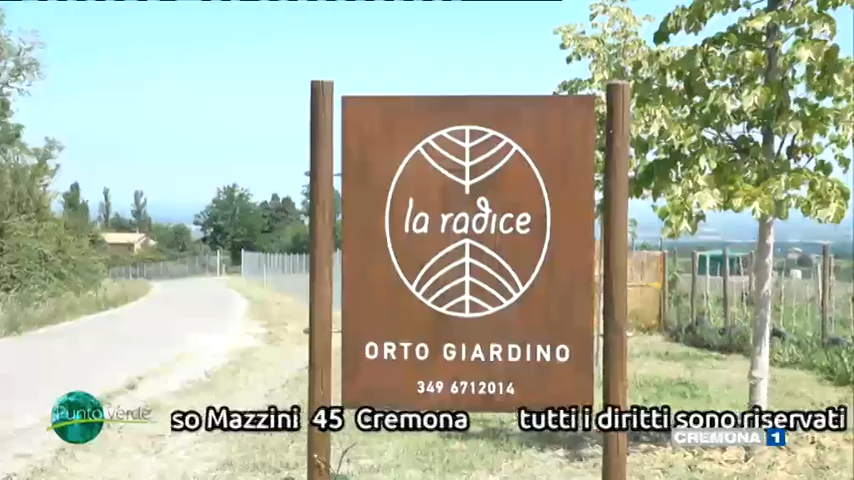 la radice
ORTO GIARDINO
349 6712014
Punto Verde
so Mazzini 45 Cremona tutti i diritti sono riservati
CREMONA 1